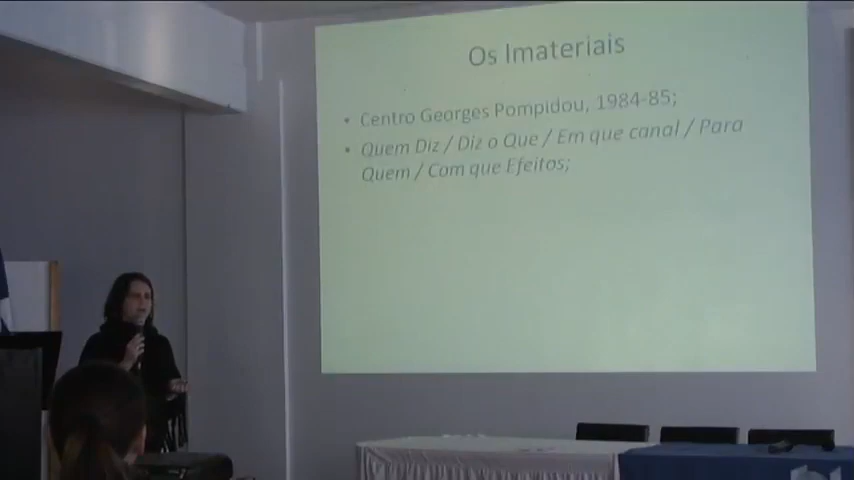 Os Imateriais
• Centro Georges Pompidou, 1984-85;
• Quem Diz / Diz o Que / Em que canal / Para
Quem / Com que Efeitos;